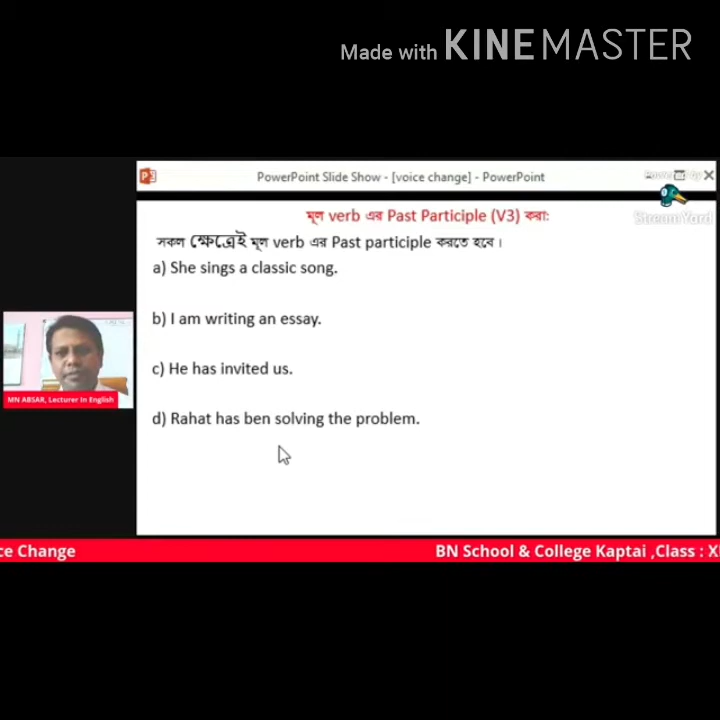 Made with KINEMASTER
PowerPoint Slide Show - [voice change] - PowerPoint
StreamYard
মূল verb এর Past Participle (V3) করা:
সকল ক্ষেত্রেই মূল verb এর Past participle করতে হবে।
a) She sings a classic song.
b) I am writing an essay.
c) He has invited us.
d) Rahat has ben solving the problem.
MN ABSAR, Lecturer In English
ce Change
BN School & College Kaptai ,Class : X